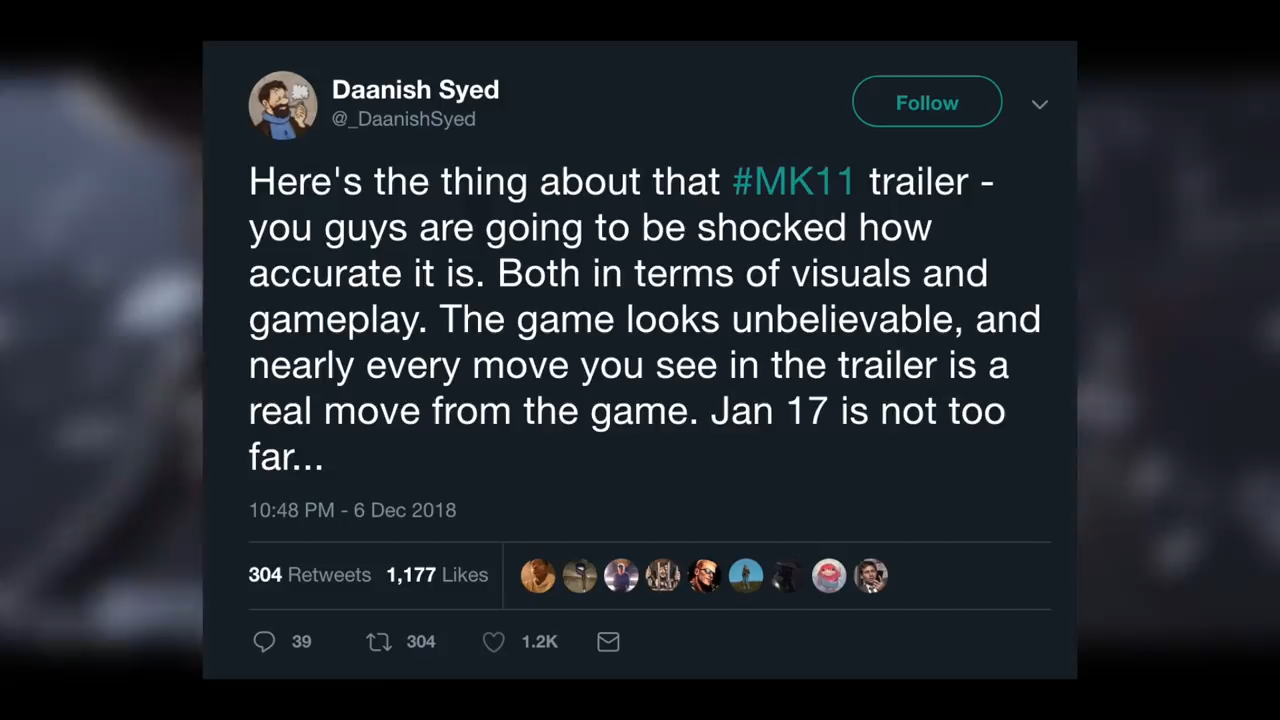 Daanish Syed
@_DaanishSyed
Follow
Here's the thing about that #MK11 trailer -
you guys are going to be shocked how
accurate it is. Both in terms of visuals and
gameplay. The game looks unbelievable, and
nearly every move you see in the trailer is a
real move from the game. Jan 17 is not too
far...
10:48 PM - 6 Dec 2018
304 Retweets 1,177 Likes
39 304 1.2K